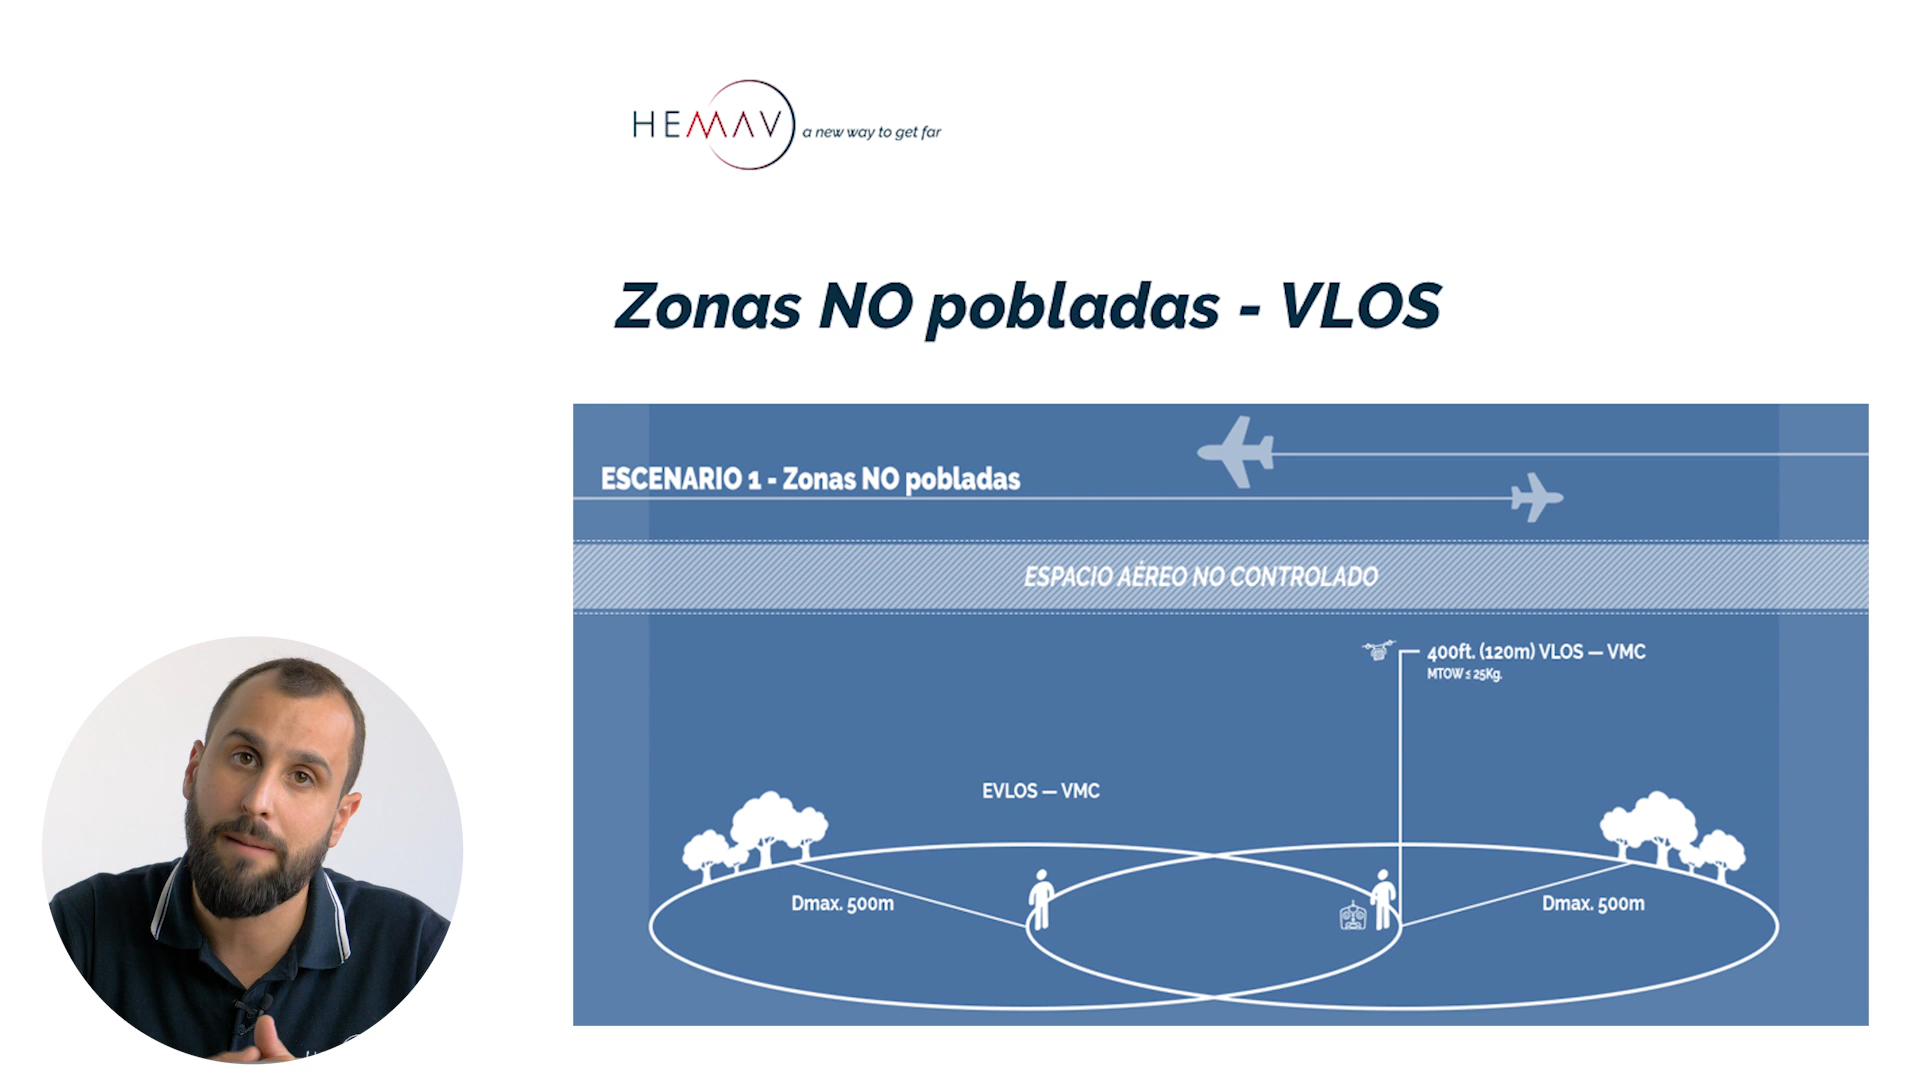 HEMAV
a new way to get far
Zonas NO pobladas - VLOS
ESCENARIO 1 - Zonas NO pobladas
ESPACIO AÉREO NO CONTROLADO
400ft. (120m) VLOS — VMC
MTOW ≤ 25Kg.
EVLOS — VMC
Dmax. 500m
Dmax. 500m